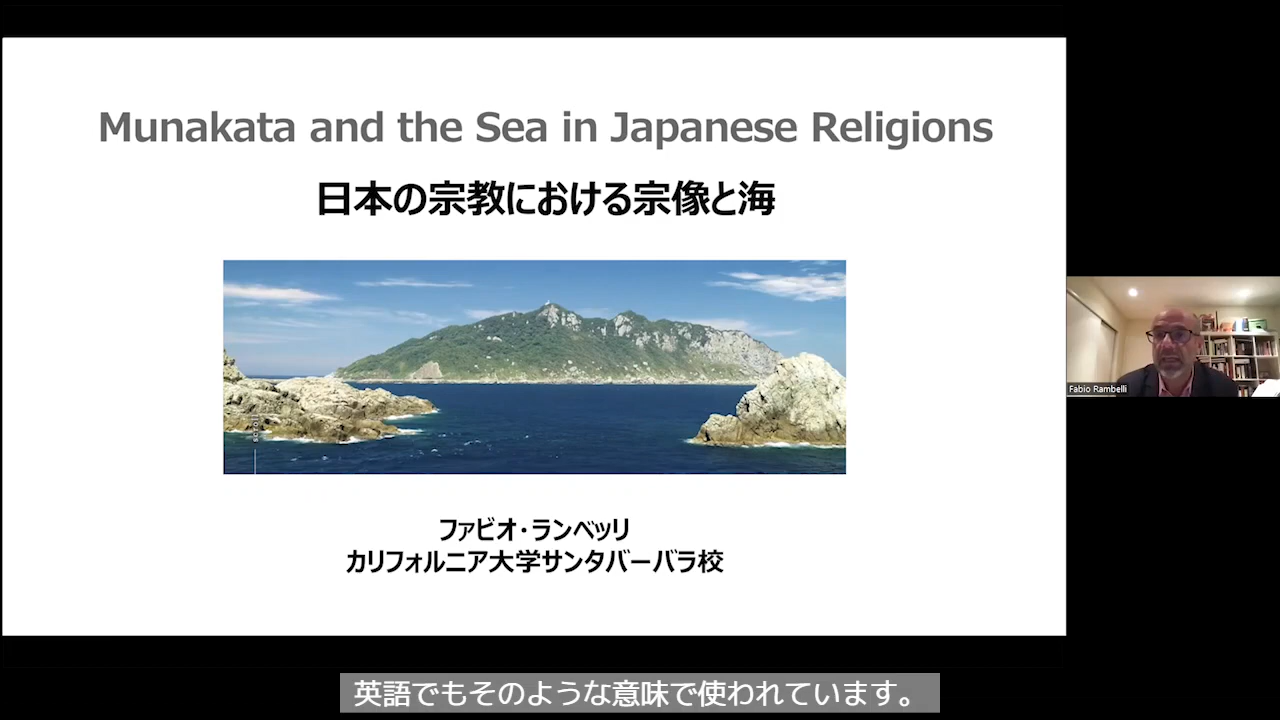 Munakata and the Sea in Japanese Religions
日本の宗教における宗像と海
ファビオ・ランベッリ
カリフォルニア大学サンタバーバラ校
Fabio Rambelli
英語でもそのような意味で使われています。